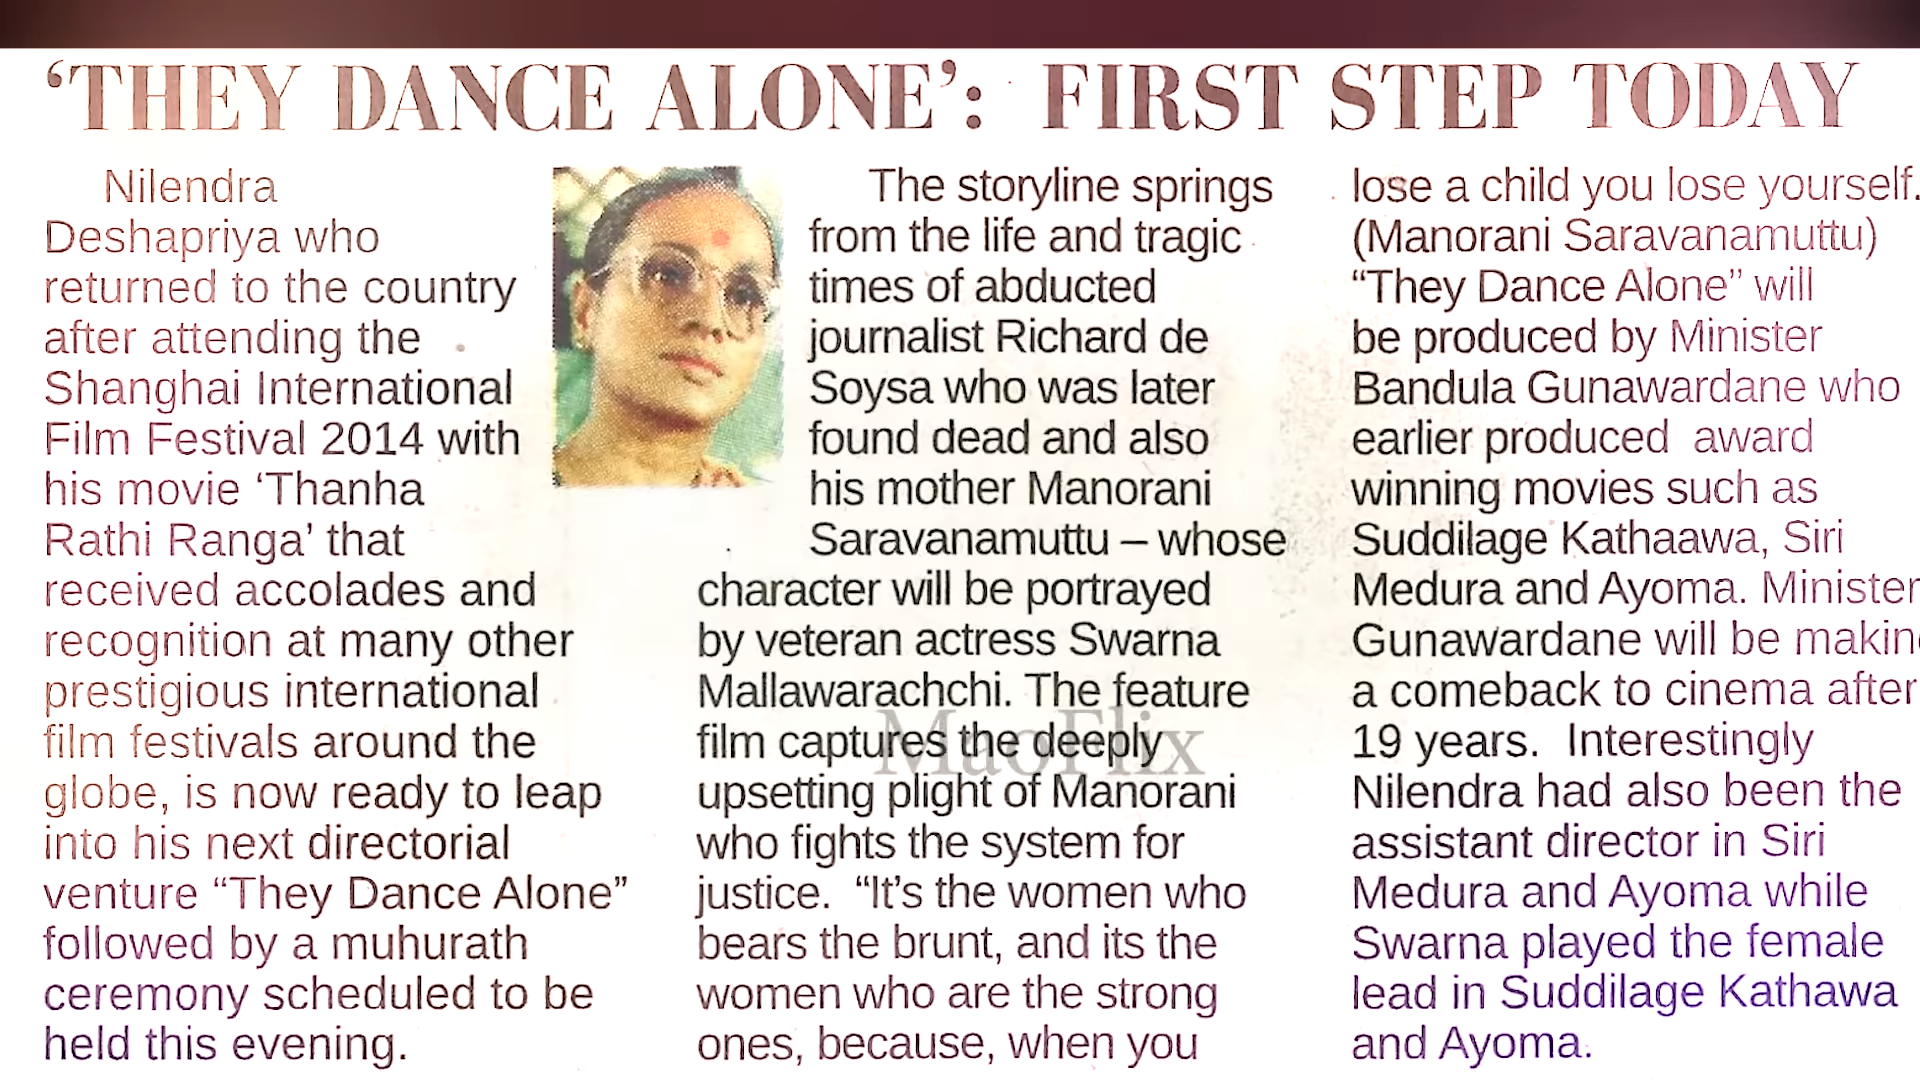 ‘THEY DANCE ALONE’: FIRST STEP TODAY
Nilendra
Deshapriya who
returned to the country
after attending the
Shanghai International
Film Festival 2014 with
his movie ‘Thanha
Rathi Ranga’ that
received accolades and
recognition at many other
prestigious international
film festivals around the
globe, is now ready to leap
into his next directorial
venture “They Dance Alone”
followed by a muhurath
ceremony scheduled to be
held this evening.
The storyline springs
from the life and tragic
times of abducted
journalist Richard de
Soysa who was later
found dead and also
his mother Manorani
Saravanamuttu – whose
character will be portrayed
by veteran actress Swarna
Mallawarachchi. The feature
film captures the deeply
upsetting plight of Manorani
who fights the system for
justice. “It’s the women who
bears the brunt, and its the
women who are the strong
ones, because, when you
lose a child you lose yourself.
(Manorani Saravanamuttu)
“They Dance Alone” will
be produced by Minister
Bandula Gunawardane who
earlier produced award
winning movies such as
Suddilage Kathaawa, Siri
Medura and Ayoma. Minister
Gunawardane will be making
a comeback to cinema after
19 years. Interestingly
Nilendra had also been the
assistant director in Siri
Medura and Ayoma while
Swarna played the female
lead in Suddilage Kathawa
and Ayoma.
MaoFlix